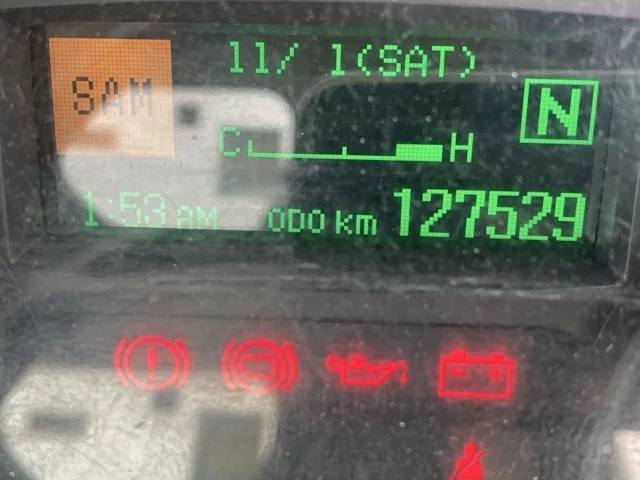 11/ 1(SAT)
SAM
N
C H
1:53 AM ODO km 127529